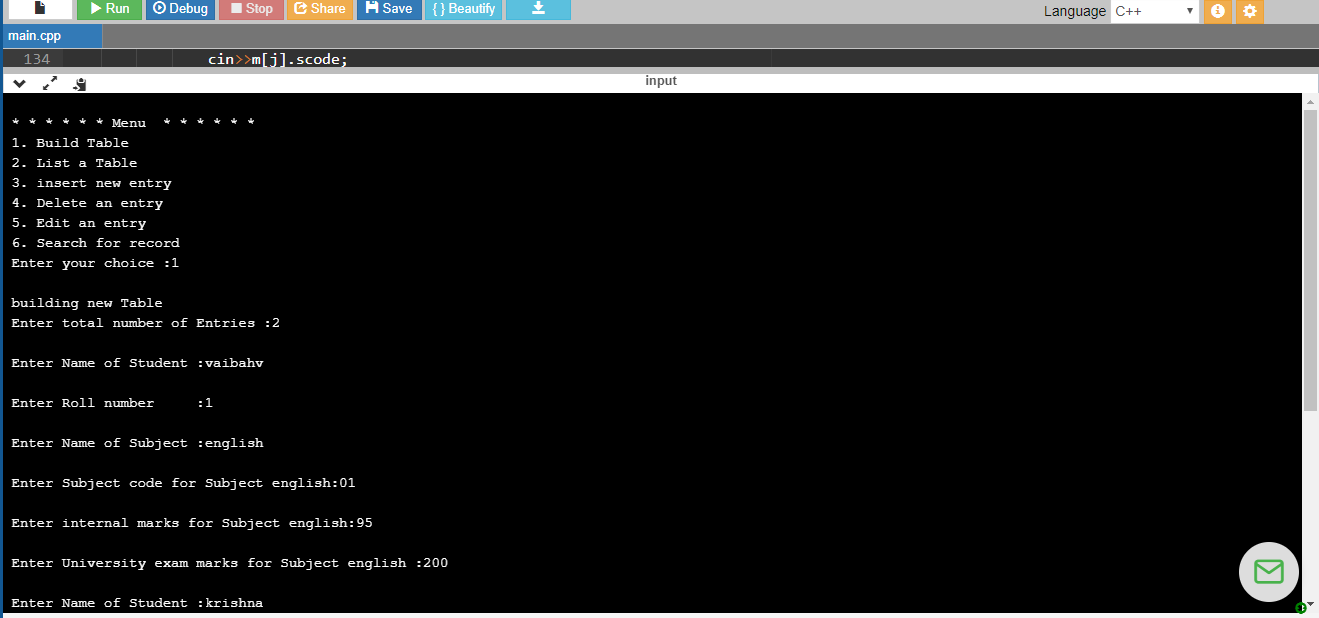 Run Debug Stop Share Save { } Beautify Language C++
main.cpp
134 cin>>m[j].scode;
input
* * * * * * Menu * * * * * *
1. Build Table
2. List a Table
3. insert new entry
4. Delete an entry
5. Edit an entry
6. Search for record
Enter your choice :1
building new Table
Enter total number of Entries :2
Enter Name of Student :vaibahv
Enter Roll number :1
Enter Name of Subject :english
Enter Subject code for Subject english:01
Enter internal marks for Subject english:95
Enter University exam marks for Subject english :200
Enter Name of Student :krishna